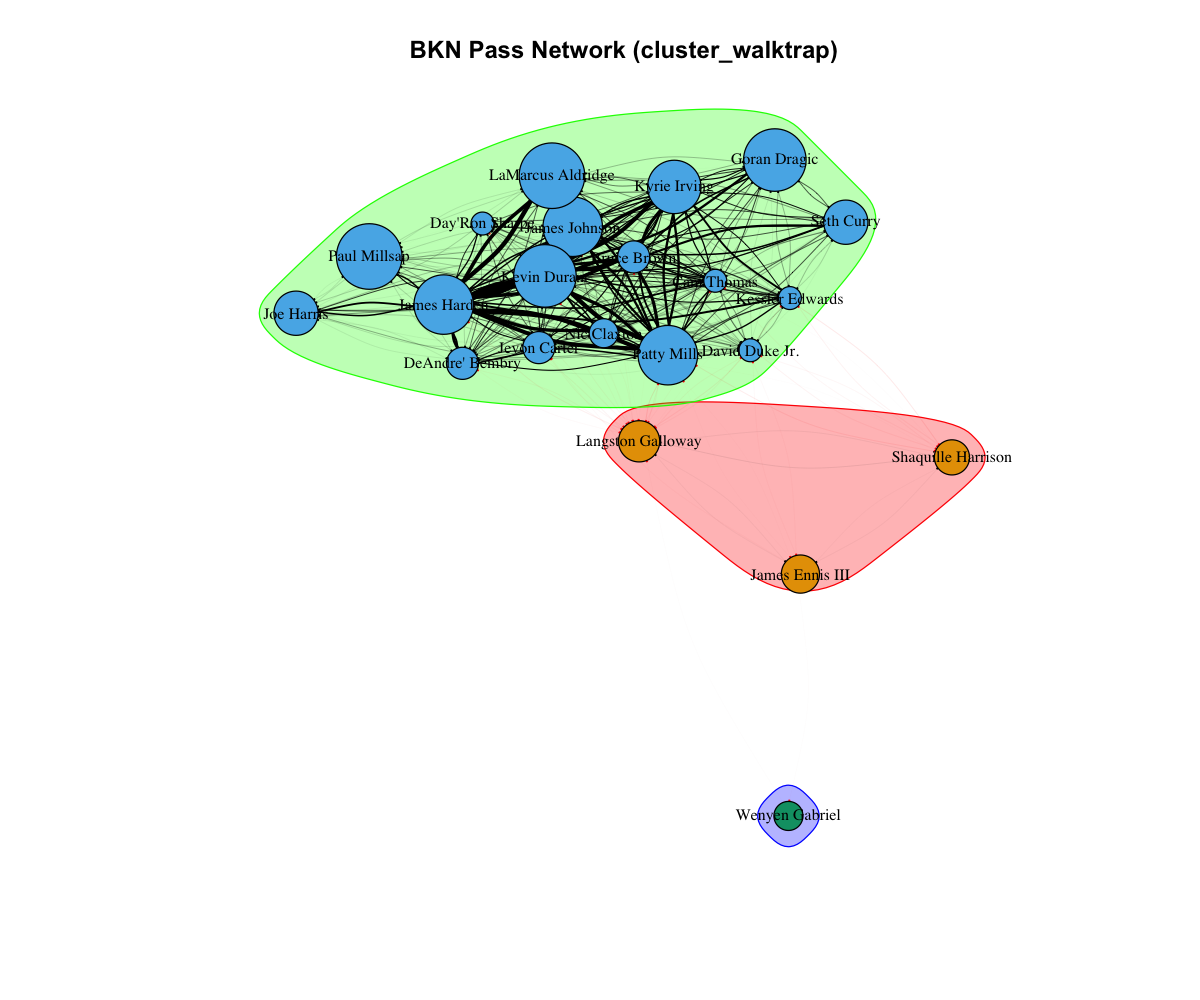 BKN Pass Network (cluster_walktrap)
Goran Dragic
LaMarcus Aldridge
Kyrie Irving
Seth Curry
Day'Ron Sharpe
James Johnson
Paul Millsap
Bruce Brown
Kevin Durant
Cam Thomas
Kessler Edwards
James Harden
Joe Harris
Nic Claxton
Jevon Carter
Patty Mills
David Duke Jr.
DeAndre' Bembry
Langston Galloway
Shaquille Harrison
James Ennis III
Wenyen Gabriel